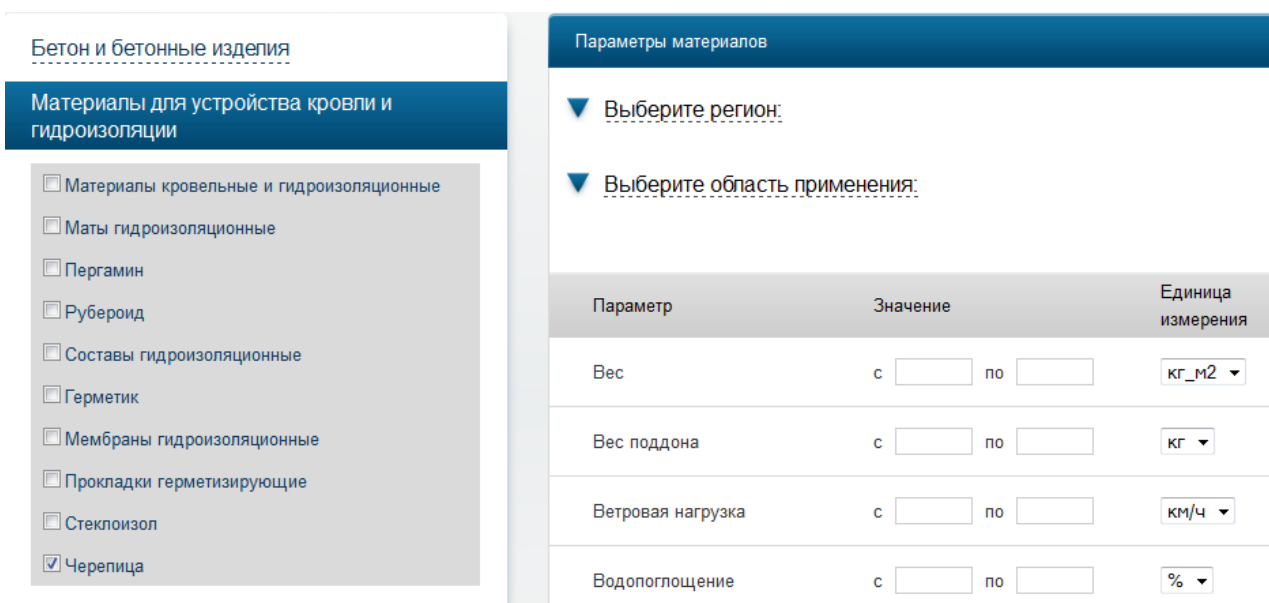 Бетон и бетонные изделия
Материалы для устройства кровли и
гидроизоляции
Материалы кровельные и гидроизоляционные
Маты гидроизоляционные
Пергамин
Рубероид
Составы гидроизоляционные
Герметик
Мембраны гидроизоляционные
Прокладки герметизирующие
Стеклоизол
Черепица
Параметры материалов
Выберите регион:
Выберите область применения:
Параметр Значение Единица
измерения
Вес с по кг_м2
Вес поддона с по кг
Ветровая нагрузка с по км/ч
Водопоглощение с по %